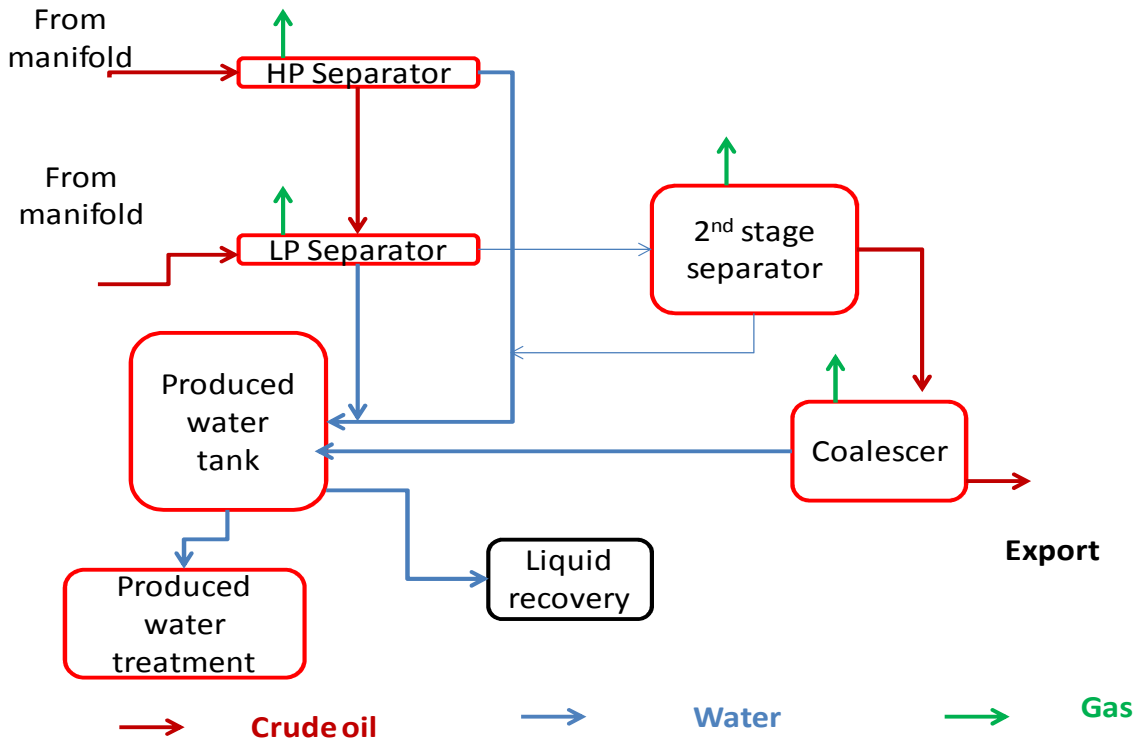 From
manifold
HP Separator
From
manifold
LP Separator
2nd stage
separator
Produced
water
tank
Coalescer
Export
Liquid
recovery
Produced
water
treatment
Crude oil
Water
Gas